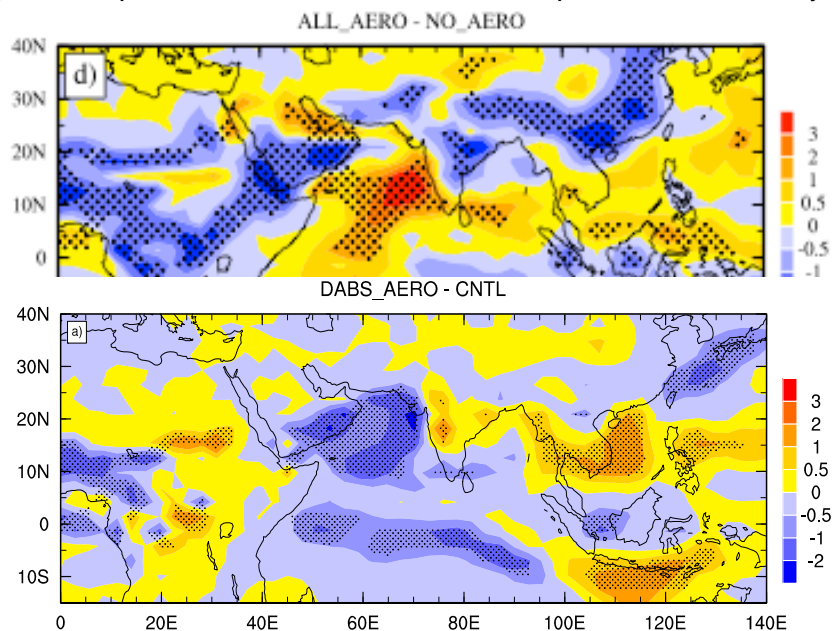 ALL_AERO - NO_AERO
40N
d)
30N
20N
10N
0
3
2
1
0.5
0
-0.5
-1
DABS_AERO - CNTL
40N
a)
30N
20N
10N
0
10S
3
2
1
0.5
0
-0.5
-1
-2
0 20E 40E 60E 80E 100E 120E 140E